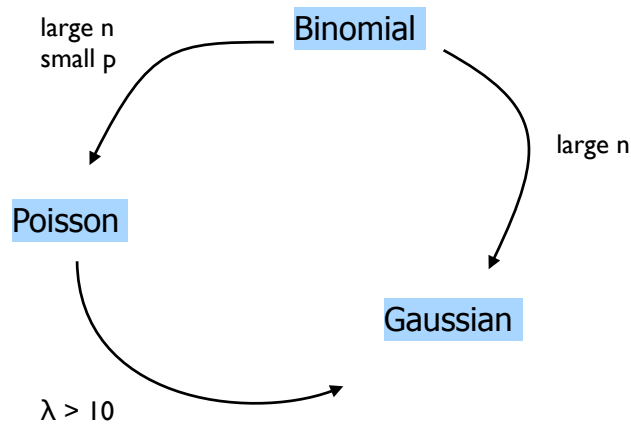 large n
small p
Binomial
large n
Poisson
Gaussian
λ > 10